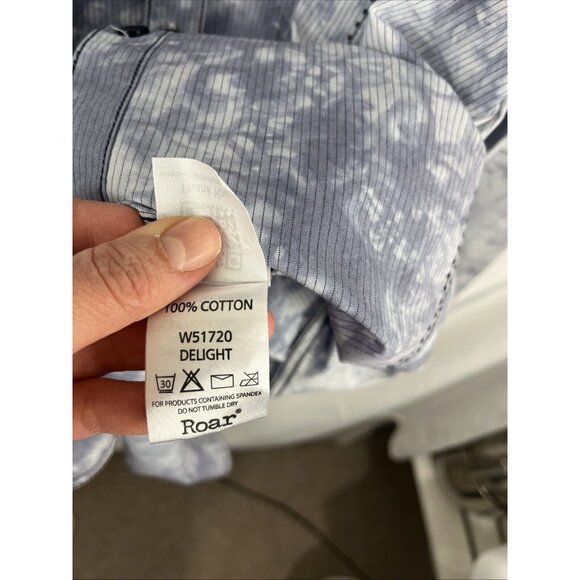 100% COTTON
W51720
DELIGHT
30
FOR PRODUCTS CONTAINING SPANDEX
DO NOT TUMBLE DRY
Roar®